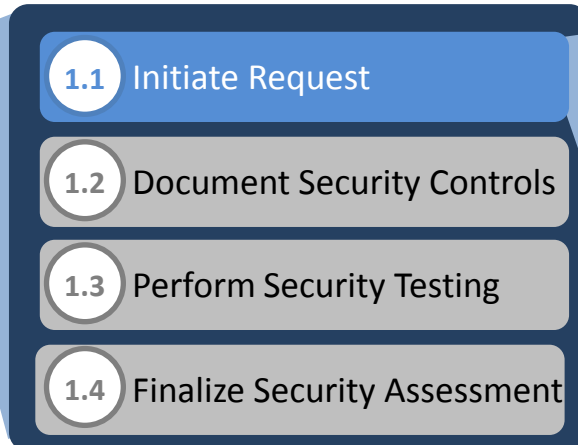 1.1 Initiate Request
1.2 Document Security Controls
1.3 Perform Security Testing
1.4 Finalize Security Assessment